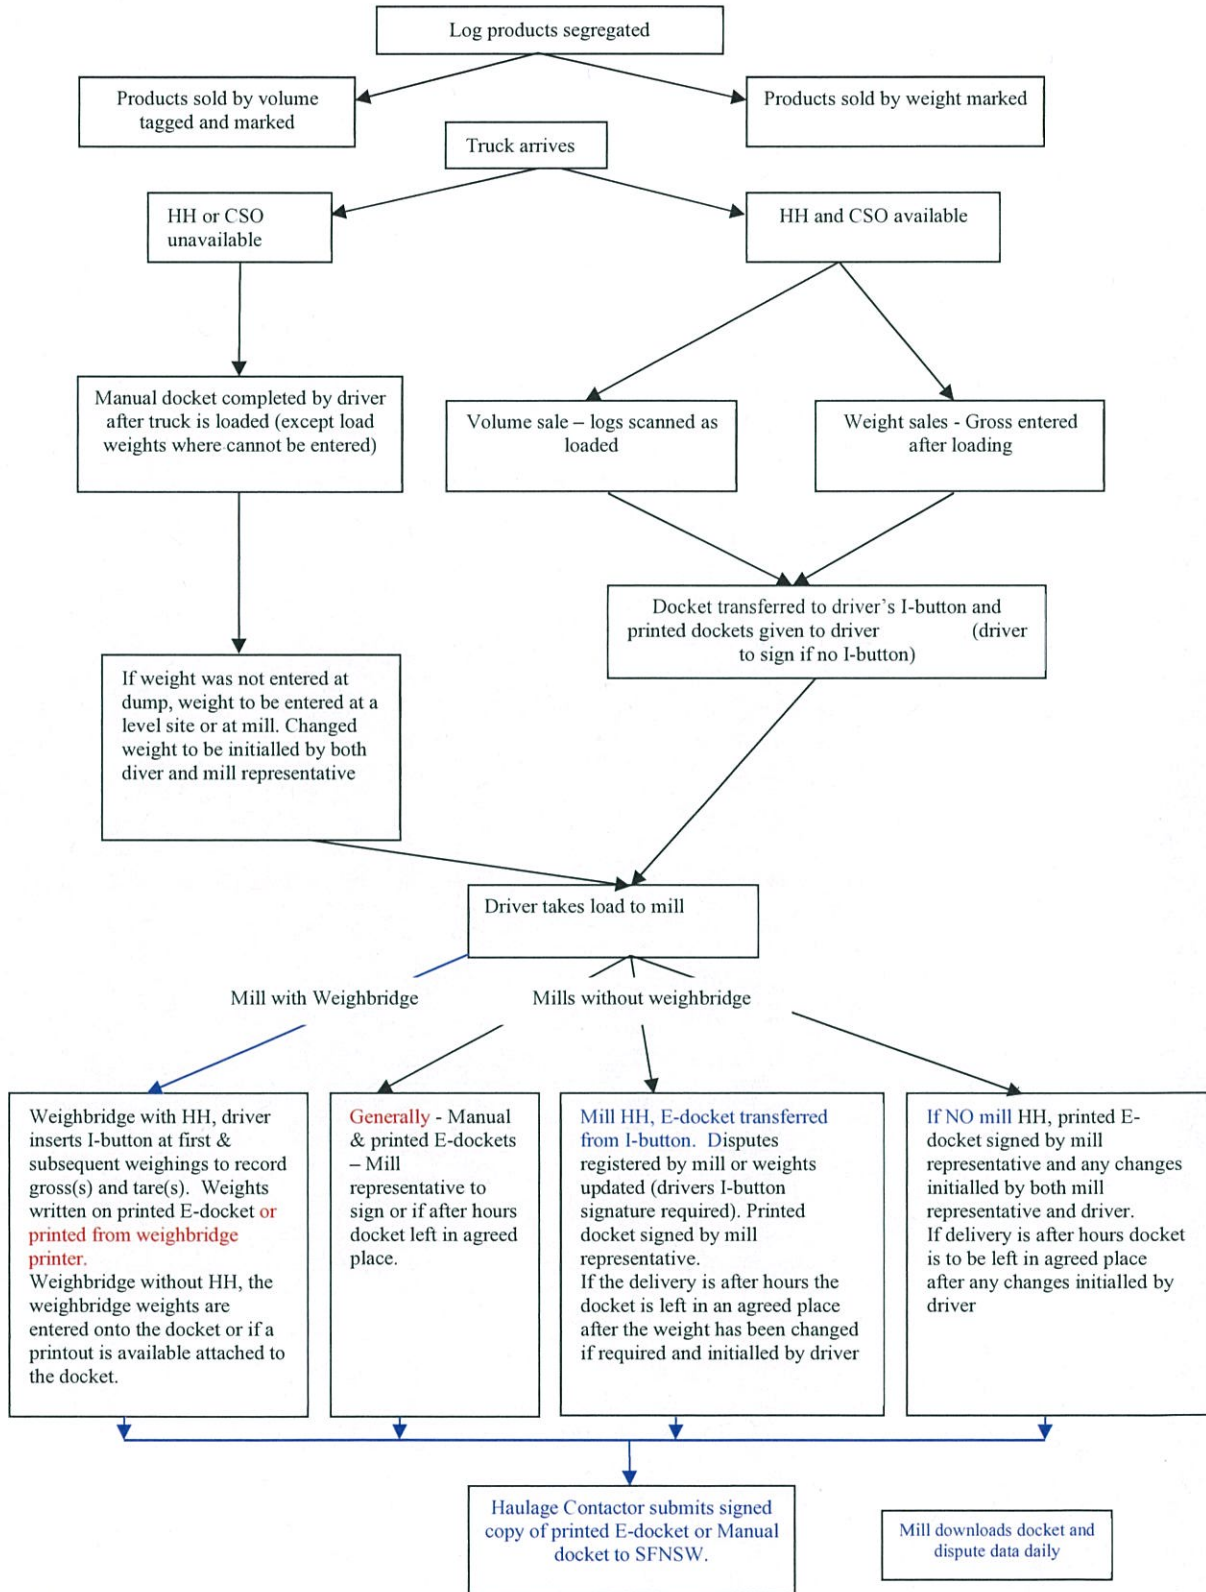 Log products segregated
Products sold by volume
tagged and marked
Products sold by weight marked
Truck arrives
HH or CSO
unavailable
HH and CSO available
Manual docket completed by driver
after truck is loaded (except load
weights where cannot be entered)
Volume sale – logs scanned as
loaded
Weight sales - Gross entered
after loading
Docket transferred to driver's I-button and
printed dockets given to driver (driver
to sign if no I-button)
If weight was not entered at
dump, weight to be entered at a
level site or at mill. Changed
weight to be initialled by both
diver and mill representative
Driver takes load to mill
Mill with Weighbridge
Mills without weighbridge
Weighbridge with HH, driver
inserts I-button at first &
subsequent weighings to record
gross(s) and tare(s). Weights
written on printed E-docket or
printed from weighbridge
printer.
Weighbridge without HH, the
weighbridge weights are
entered onto the docket or if a
printout is available attached to
the docket.
Generally - Manual
& printed E-dockets
– Mill
representative to
sign or if after hours
docket left in agreed
place.
Mill HH, E-docket transferred
from I-button. Disputes
registered by mill or weights
updated (drivers I-button
signature required). Printed
docket signed by mill
representative.
If the delivery is after hours the
docket is left in an agreed place
after the weight has been changed
if required and initialled by driver
If NO mill HH, printed E-
docket signed by mill
representative and any changes
initialled by both mill
representative and driver.
If delivery is after hours docket
is to be left in agreed place
after any changes initialled by
driver
Haulage Contactor submits signed
copy of printed E-docket or Manual
docket to SFNSW.
Mill downloads docket and
dispute data daily